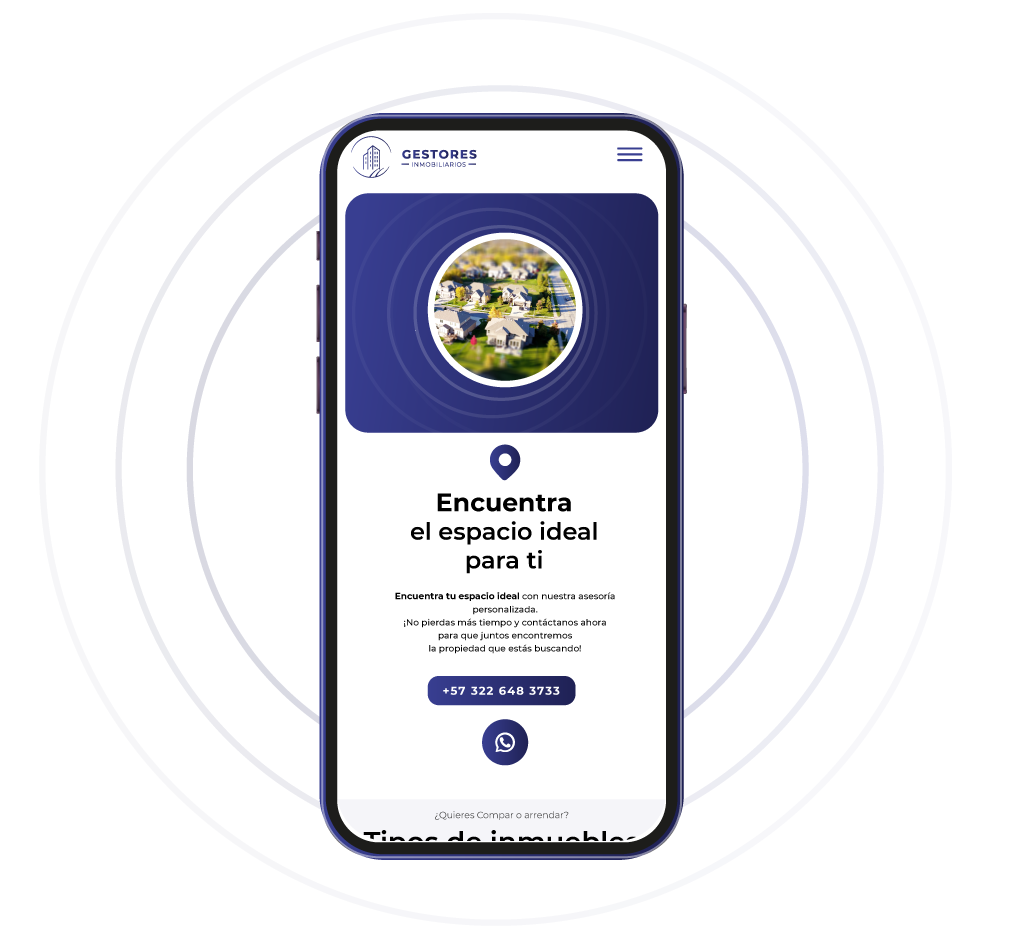 GESTORES
INMOBILIARIOS
Encuentra
el espacio ideal
para ti
Encuentra tu espacio ideal con nuestra asesoría
personalizada.
¡No pierdas más tiempo y contáctanos ahora
para que juntos encontremos
la propiedad que estás buscando!
+57 322 648 3733
¿Quieres Compar o arrendar?
Tipos de inmuebles